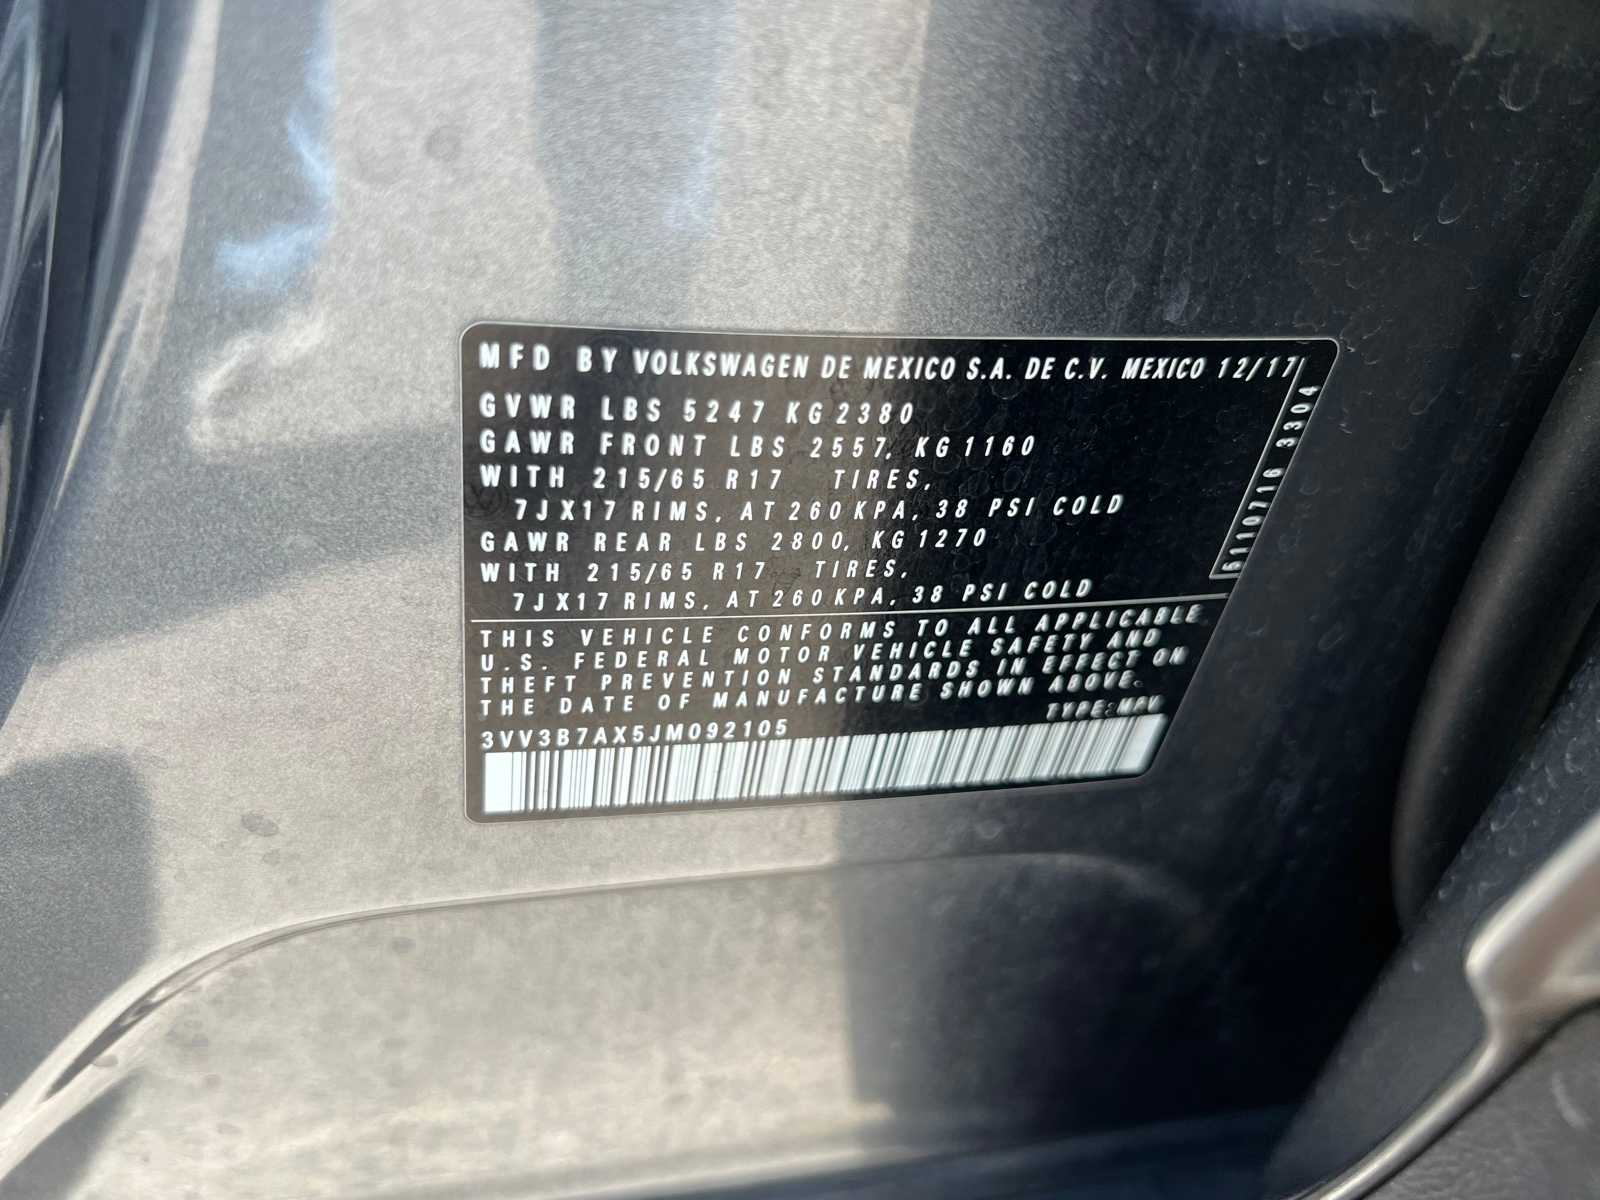 MFD BY VOLKSWAGEN DE MEXICO S.A. DE C.V. MEXICO 12/17
GVWR LBS 5247 KG 2380
GAWR FRONT LBS 2557, KG 1160
WITH 215/65 R17 TIRES,
7JX17 RIMS, AT 260 KPA, 38 PSI COLD
GAWR REAR LBS 2800, KG 1270
WITH 215/65 R17 TIRES,
7JX17 RIMS, AT 260 KPA, 38 PSI COLD
6110716 3304
THIS VEHICLE CONFORMS TO ALL APPLICABLE
U.S. FEDERAL MOTOR VEHICLE SAFETY AND
THEFT PREVENTION STANDARDS IN EFFECT ON
THE DATE OF MANUFACTURE SHOWN ABOVE.
TYPE: MPV
3VV3B7AX5JM092105